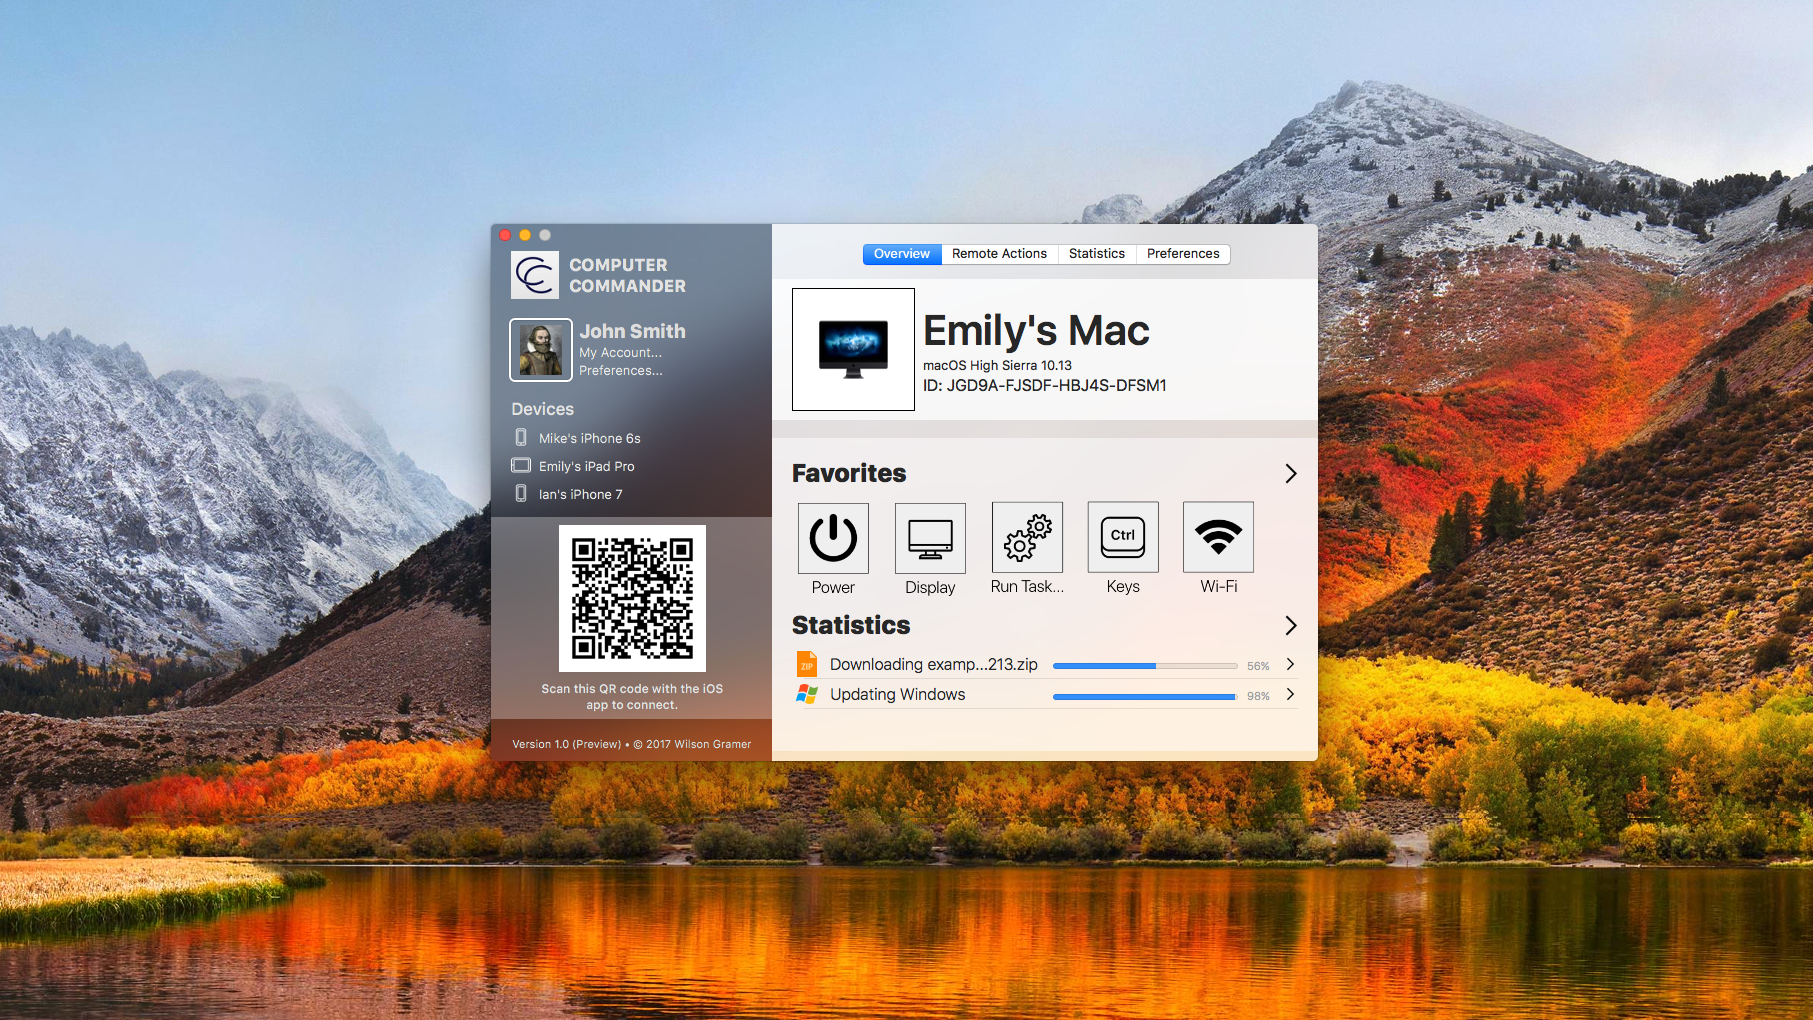 COMPUTER
COMMANDER
John Smith
My Account...
Preferences...
Devices
Mike's iPhone 6s
Emily's iPad Pro
Ian's iPhone 7
Scan this QR code with the iOS
app to connect.
Version 1.0 (Preview) • © 2017 Wilson Gramer
Overview Remote Actions Statistics Preferences
Emily's Mac
macOS High Sierra 10.13
ID: JGD9A-FJSDF-HBJ4S-DFSM1
Favorites
Ctrl
Power Display Run Task... Keys Wi-Fi
Statistics
ZIP Downloading examp...213.zip 56%
Updating Windows 98%